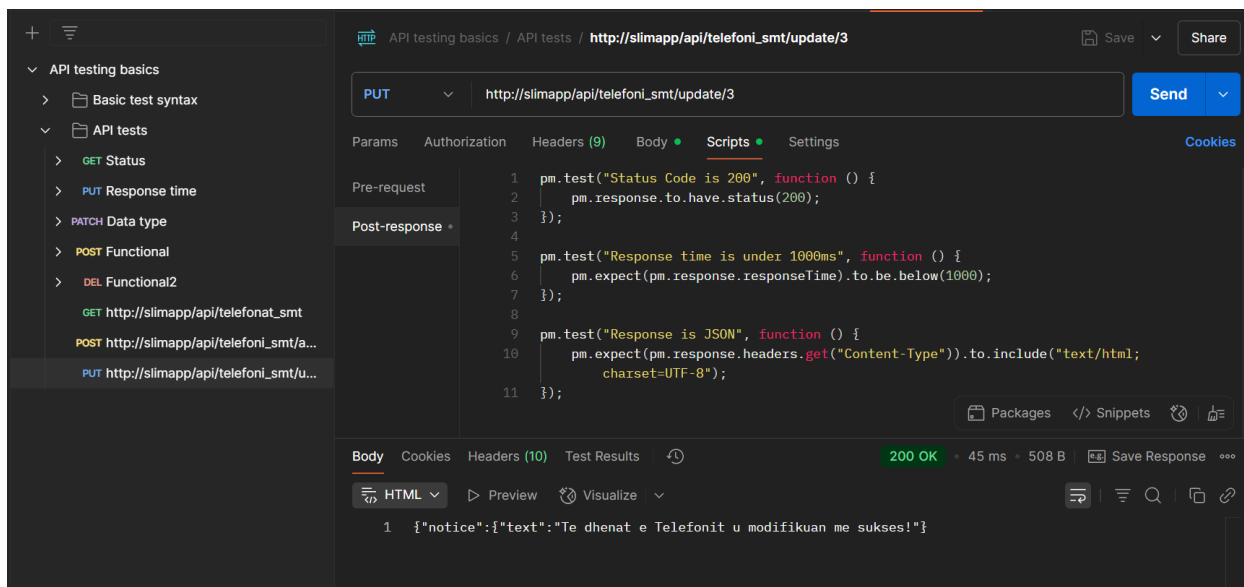 API testing basics / API tests / http://slimapp/api/telefoni_smt/update/3
Save
Share
API testing basics
Basic test syntax
API tests
GET Status
PUT Response time
PATCH Data type
POST Functional
DEL Functional2
GET http://slimapp/api/telefonat_smt
POST http://slimapp/api/telefoni_smt/a...
PUT http://slimapp/api/telefoni_smt/u...
HTTP
PUT http://slimapp/api/telefoni_smt/update/3
Send
Params Authorization Headers (9) Body Scripts Settings
Cookies
Pre-request
Post-response
1 pm.test("Status Code is 200", function () {
2 pm.response.to.have.status(200);
3 });
4
5 pm.test("Response time is under 1000ms", function () {
6 pm.expect(pm.response.responseTime).to.be.below(1000);
7 });
8
9 pm.test("Response is JSON", function () {
10 pm.expect(pm.response.headers.get("Content-Type")).to.include("text/html;
charset=UTF-8");
11 });
Packages </> Snippets
Body Cookies Headers (10) Test Results
200 OK 45 ms 508 B e.g. Save Response
HTML Preview Visualize
1 {"notice":{"text":"Te dhenat e Telefonit u modifikuan me sukses!"}